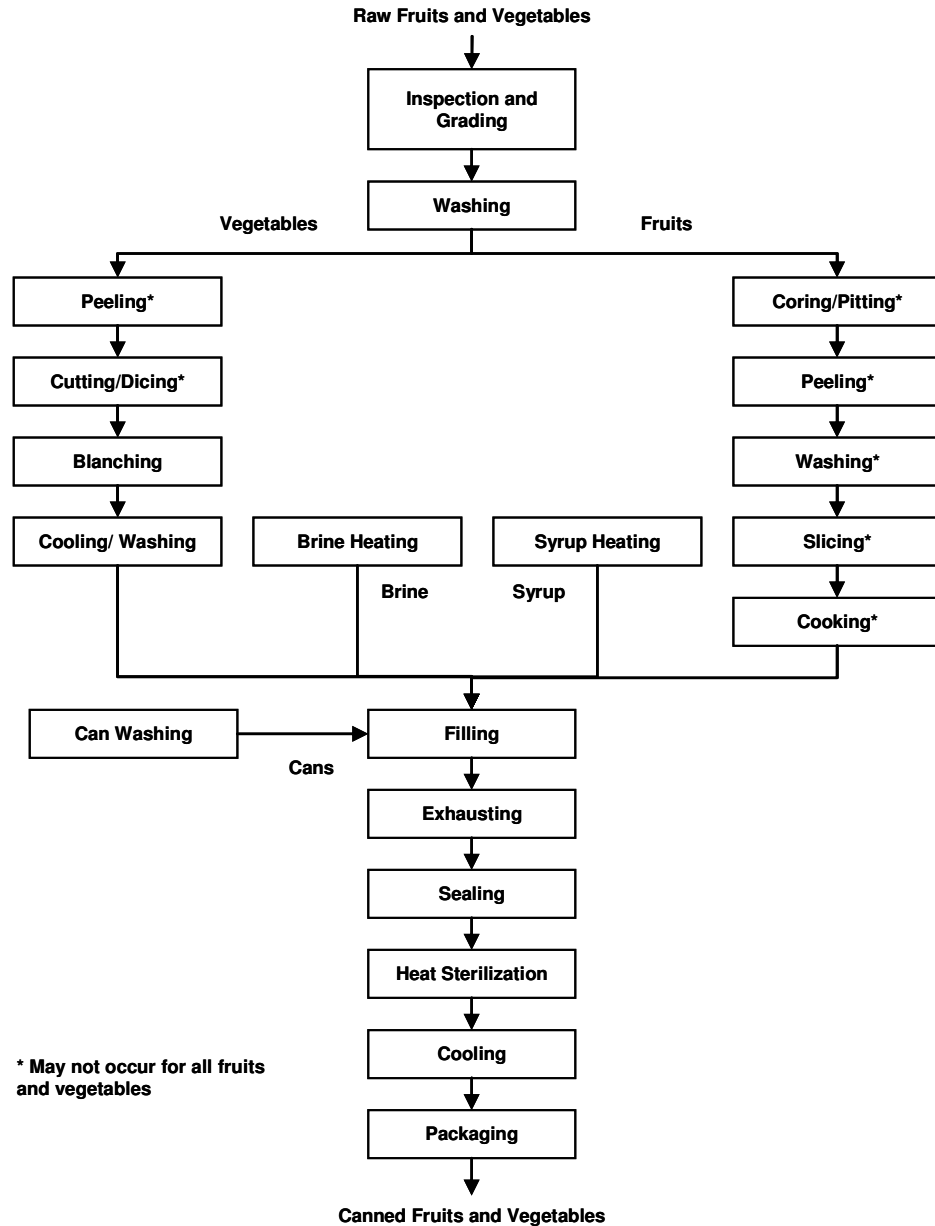 Raw Fruits and Vegetables
Inspection and
Grading
Washing
Vegetables
Fruits
Peeling*
Coring/Pitting*
Cutting/Dicing*
Peeling*
Blanching
Washing*
Cooling/ Washing
Brine Heating
Syrup Heating
Slicing*
Brine
Syrup
Cooking*
Can Washing
Filling
Cans
Exhausting
Sealing
Heat Sterilization
Cooling
* May not occur for all fruits
and vegetables
Packaging
Canned Fruits and Vegetables